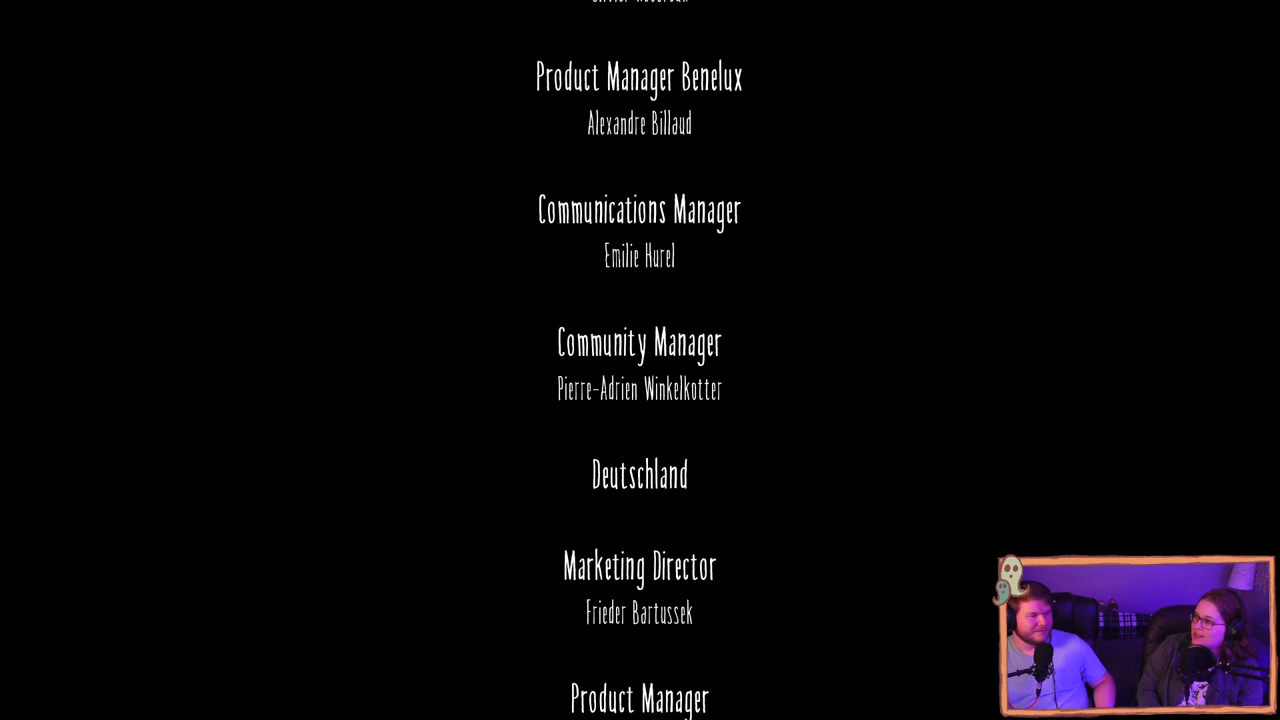 Product Manager Benelux
Alexandre Billaud
Communications Manager
Emilie Hurel
Community Manager
Pierre-Adrien Winkelkotter
Deutschland
Marketing Director
Frieder Bartussek
Product Manager